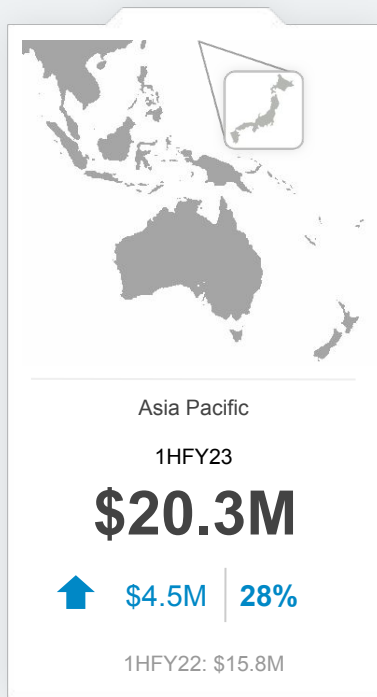 Asia Pacific
1HFY23
$20.3M
$4.5M 28%
1HFY22: $15.8M